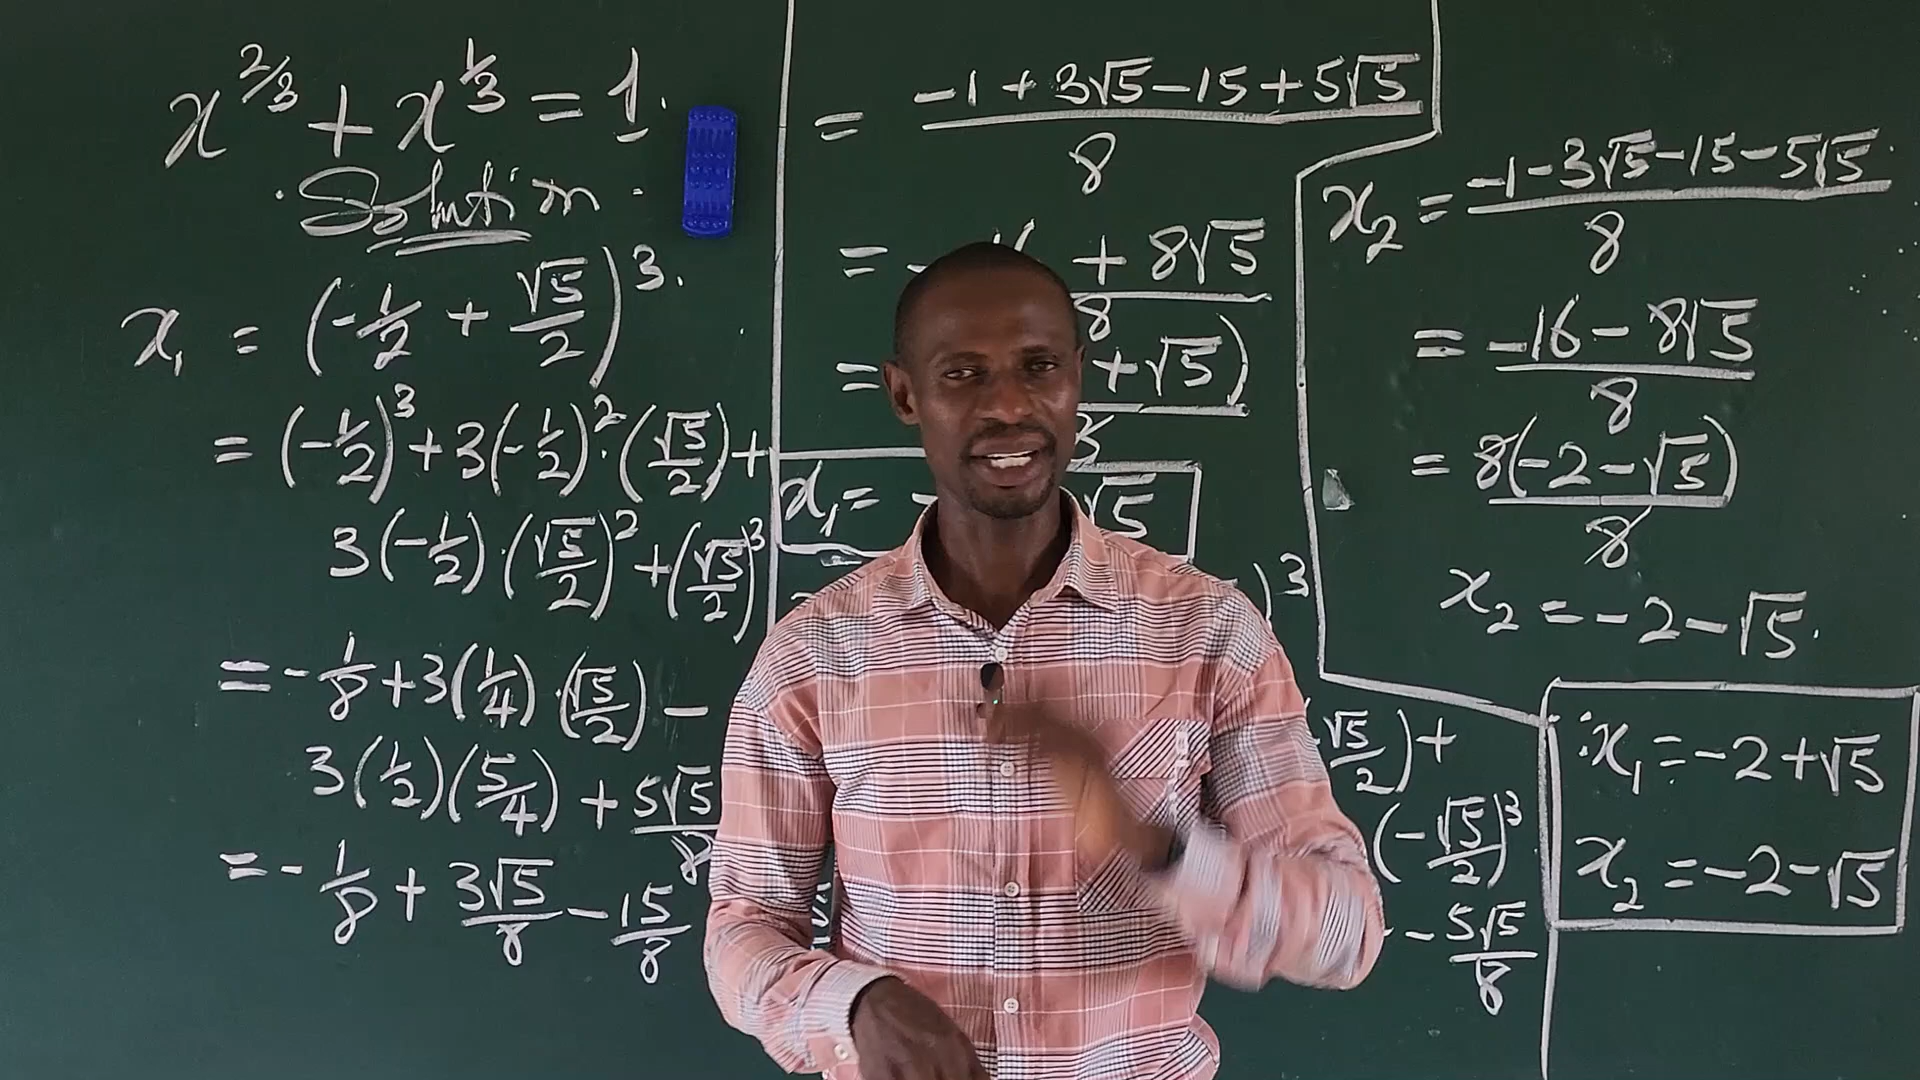 x^{2/3} + x^{1/3} = 1.
Solution
x₁ = (-1/2 + √5/2)^3.
= (-1/2)^3 + 3(-1/2)^2 · (√5/2) +
3(-1/2) · (√5/2)^2 + (√5/2)^3
= -1/8 + 3(1/4) · (√5/2) -
3(1/2)(5/4) + 5√5/8
= -1/8 + 3√5/8 - 15/8
= (-1 + 3√5 - 15 + 5√5)/8
= - + 8√5 / 8
= + √5)
x₁ = - √5
)^3
√5/2) +
(-√5/2)^3
- 5√5/8
x₂ = (-1 - 3√5 - 15 - 5√5)/8
= (-16 - 8√5)/8
= 8(-2 - √5)/8
x₂ = -2 - √5.
∴ x₁ = -2 + √5
x₂ = -2 - √5